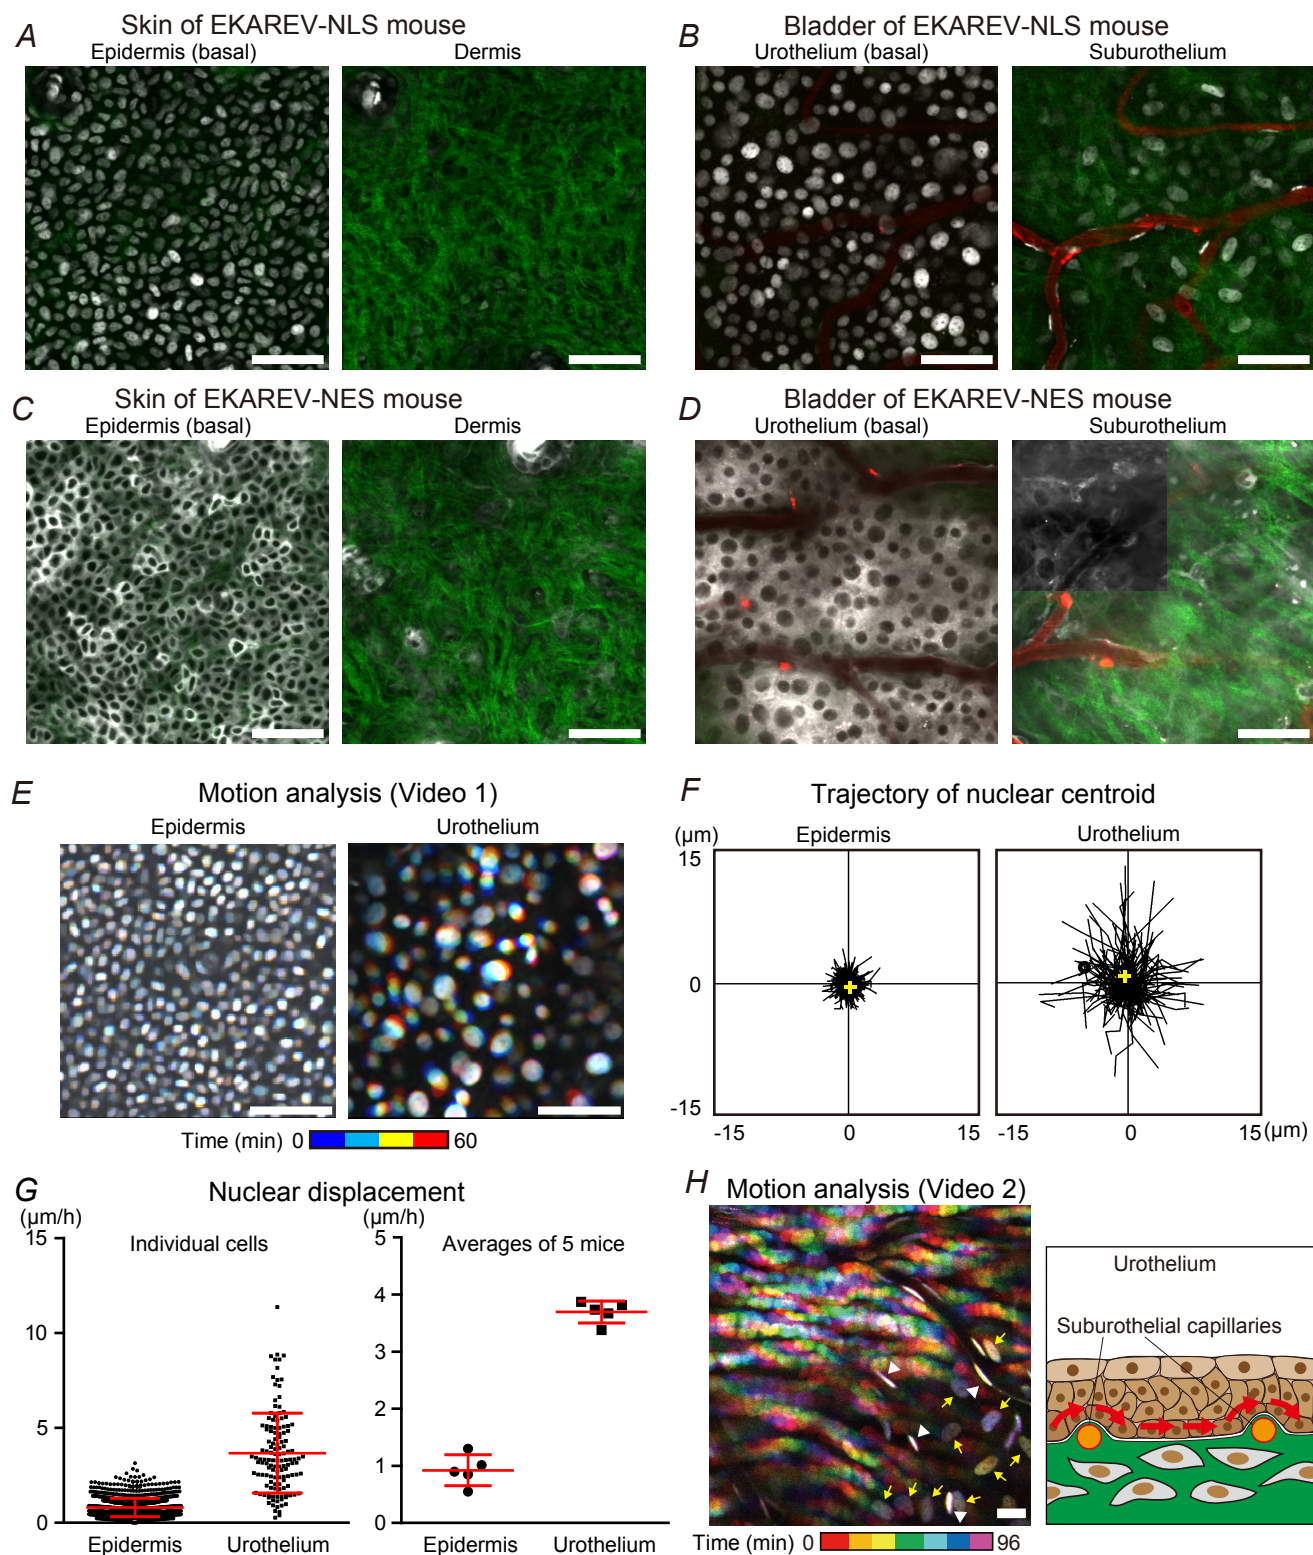 A Skin of EKAREV-NLS mouse
Epidermis (basal) Dermis
B Bladder of EKAREV-NLS mouse
Urothelium (basal) Suburothelium
C Skin of EKAREV-NES mouse
Epidermis (basal) Dermis
D Bladder of EKAREV-NES mouse
Urothelium (basal) Suburothelium
E Motion analysis (Video 1)
Epidermis Urothelium
Time (min) 0 60
F Trajectory of nuclear centroid
(µm) Epidermis Urothelium
15
0
-15
-15 0 15 -15 0 15 (µm)
G Nuclear displacement
(µm/h) (µm/h)
Individual cells Averages of 5 mice
15
10
5
0
Epidermis Urothelium
5
4
3
2
1
0
Epidermis Urothelium
H Motion analysis (Video 2)
Time (min) 0 96
Urothelium
Suburothelial capillaries